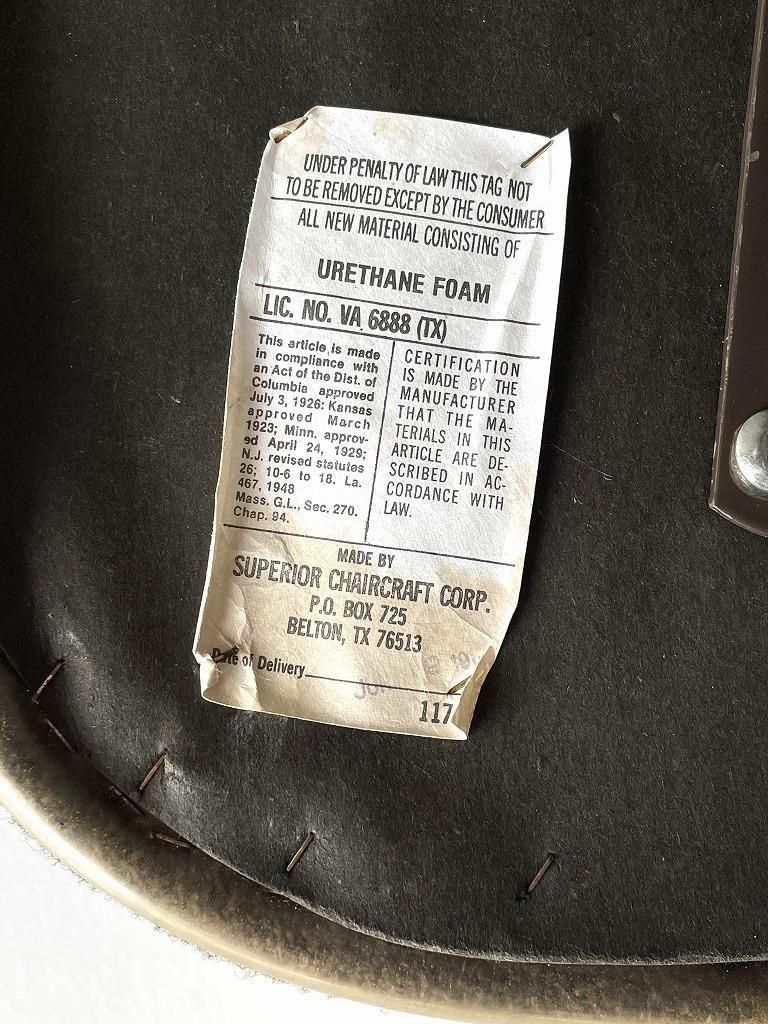 UNDER PENALTY OF LAW THIS TAG NOT
TO BE REMOVED EXCEPT BY THE CONSUMER
ALL NEW MATERIAL CONSISTING OF
URETHANE FOAM
LIC. NO. VA 6888 (TX)
This article is made
in compliance with
an Act of the Dist. of
Columbia approved
July 3, 1926: Kansas
approved March
1923; Minn. approv-
ed April 24, 1929;
N.J. revised statutes
26; 10-6 to 18. La.
467, 1948
Mass. G.L., Sec. 270,
Chap. 94.
CERTIFICATION
IS MADE BY THE
MANUFACTURER
THAT THE MA-
TERIALS IN THIS
ARTICLE ARE DE-
SCRIBED IN AC-
CORDANCE WITH
LAW.
MADE BY
SUPERIOR CHAIRCRAFT CORP.
P.O. BOX 725
BELTON, TX 76513
Date of Delivery
117